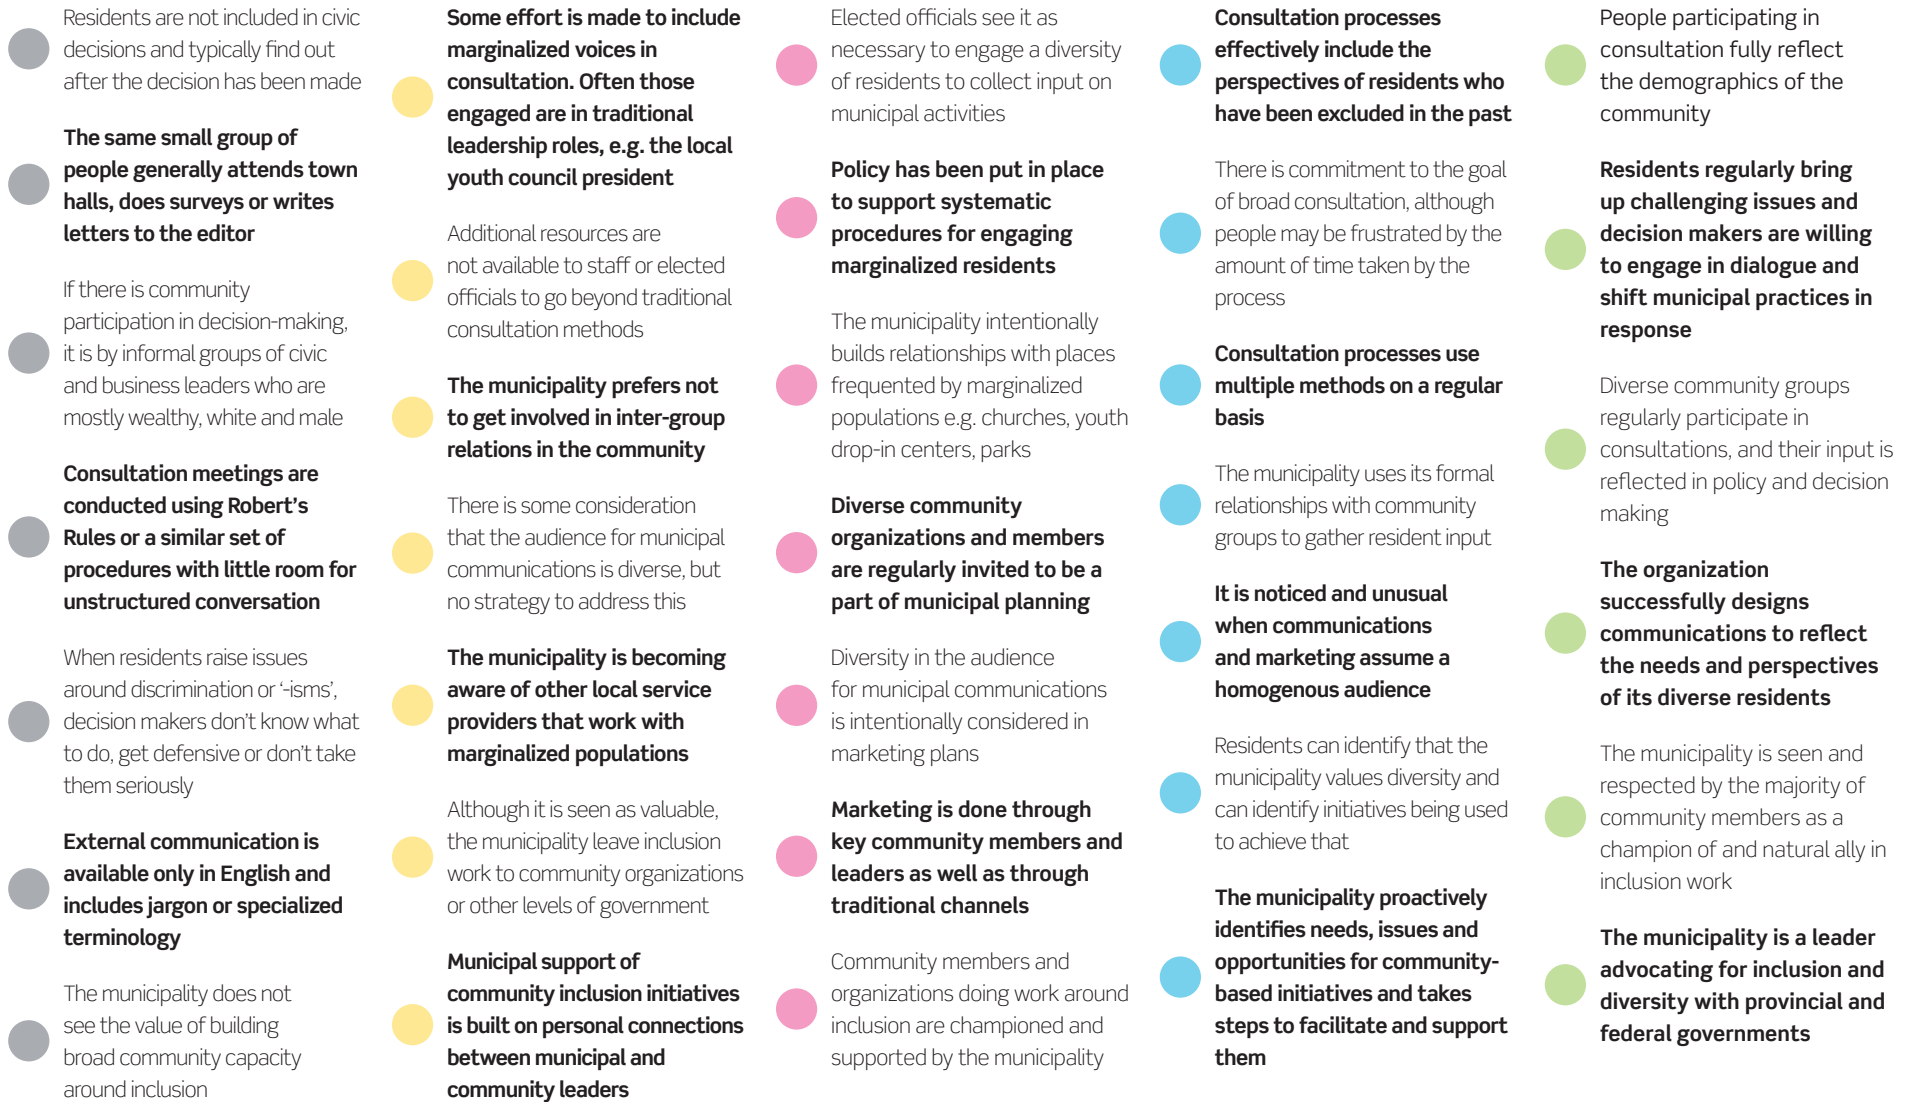 Residents are not included in civic
decisions and typically find out
after the decision has been made
The same small group of
people generally attends town
halls, does surveys or writes
letters to the editor
If there is community
participation in decision-making,
it is by informal groups of civic
and business leaders who are
mostly wealthy, white and male
Consultation meetings are
conducted using Robert’s
Rules or a similar set of
procedures with little room for
unstructured conversation
When residents raise issues
around discrimination or ‘-isms’,
decision makers don’t know what
to do, get defensive or don’t take
them seriously
External communication is
available only in English and
includes jargon or specialized
terminology
The municipality does not
see the value of building
broad community capacity
around inclusion
Some effort is made to include
marginalized voices in
consultation. Often those
engaged are in traditional
leadership roles, e.g. the local
youth council president
Additional resources are
not available to staff or elected
officials to go beyond traditional
consultation methods
The municipality prefers not
to get involved in inter-group
relations in the community
There is some consideration
that the audience for municipal
communications is diverse, but
no strategy to address this
The municipality is becoming
aware of other local service
providers that work with
marginalized populations
Although it is seen as valuable,
the municipality leave inclusion
work to community organizations
or other levels of government
Municipal support of
community inclusion initiatives
is built on personal connections
between municipal and
community leaders
Elected officials see it as
necessary to engage a diversity
of residents to collect input on
municipal activities
Policy has been put in place
to support systematic
procedures for engaging
marginalized residents
The municipality intentionally
builds relationships with places
frequented by marginalized
populations e.g. churches, youth
drop-in centers, parks
Diverse community
organizations and members
are regularly invited to be a
part of municipal planning
Diversity in the audience
for municipal communications
is intentionally considered in
marketing plans
Marketing is done through
key community members and
leaders as well as through
traditional channels
Community members and
organizations doing work around
inclusion are championed and
supported by the municipality
Consultation processes
effectively include the
perspectives of residents who
have been excluded in the past
There is commitment to the goal
of broad consultation, although
people may be frustrated by the
amount of time taken by the
process
Consultation processes use
multiple methods on a regular
basis
The municipality uses its formal
relationships with community
groups to gather resident input
It is noticed and unusual
when communications
and marketing assume a
homogenous audience
Residents can identify that the
municipality values diversity and
can identify initiatives being used
to achieve that
The municipality proactively
identifies needs, issues and
opportunities for community-
based initiatives and takes
steps to facilitate and support
them
People participating in
consultation fully reflect
the demographics of the
community
Residents regularly bring
up challenging issues and
decision makers are willing
to engage in dialogue and
shift municipal practices in
response
Diverse community groups
regularly participate in
consultations, and their input is
reflected in policy and decision
making
The organization
successfully designs
communications to reflect
the needs and perspectives
of its diverse residents
The municipality is seen and
respected by the majority of
community members as a
champion of and natural ally in
inclusion work
The municipality is a leader
advocating for inclusion and
diversity with provincial and
federal governments